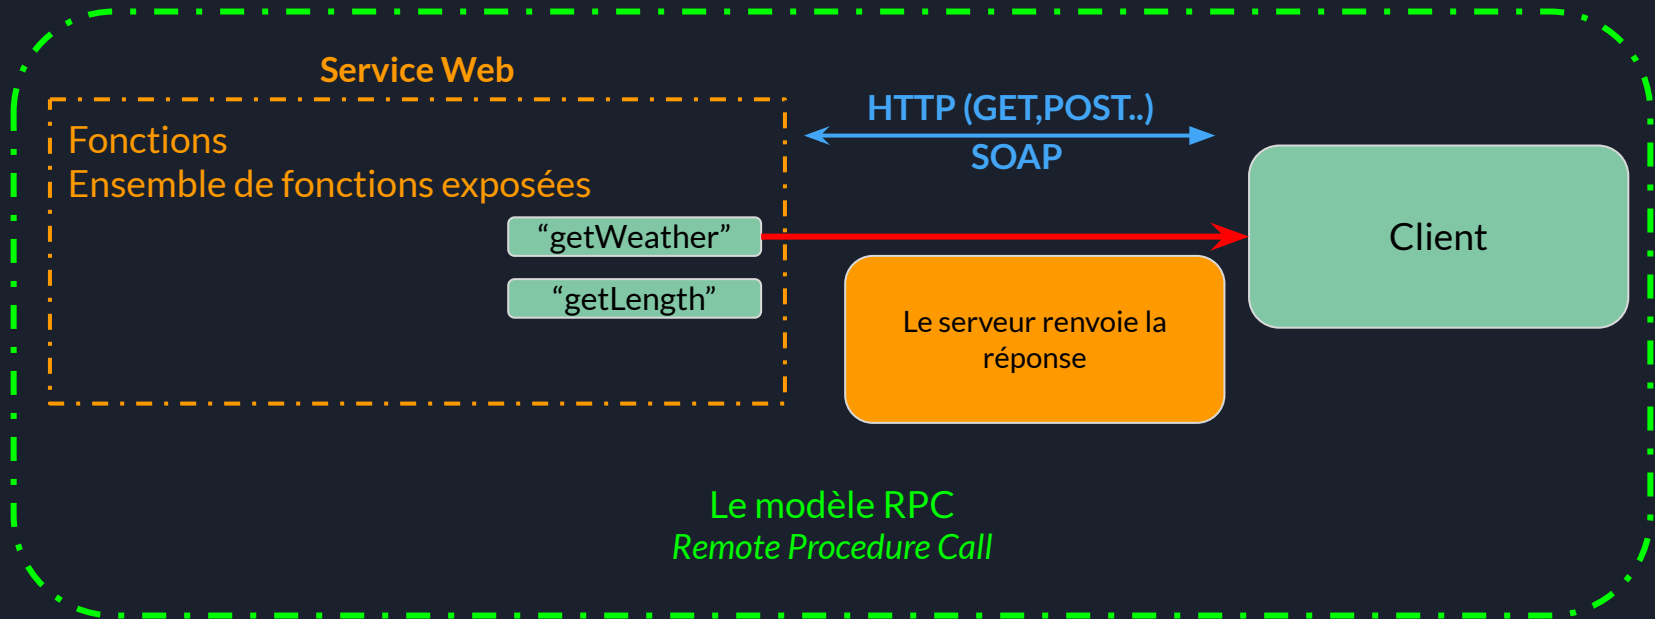 Service Web
Fonctions
Ensemble de fonctions exposées
“getWeather”
“getLength”
HTTP (GET,POST..)
SOAP
Client
Le serveur renvoie la
réponse
Le modèle RPC
Remote Procedure Call